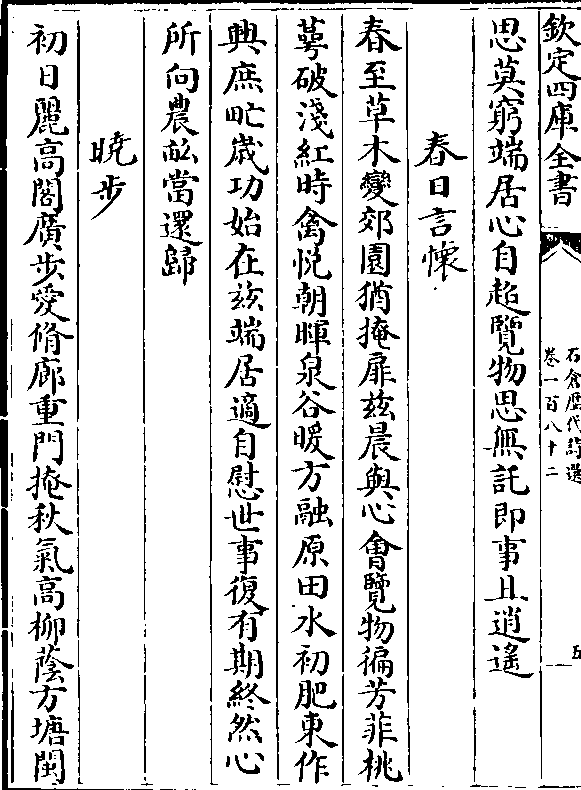 欽定四庫全書
石倉歷代詩選
卷一百八十二
五
思莫窮端居心自超覽物思無託即事且逍遥
春日言懷
春至草木變郊園猶掩扉兹晨與心會覽物徧芳菲桃
萼破淺紅時禽悦朝暉泉谷暖方融原田水初肥東作
興庶甿歳功始在兹端居適自慰世事復有期終然心
所向農畝當還歸
曉步
初日麗高閣廣步愛脩廊重門掩秋氣高柳蔭方塘閒